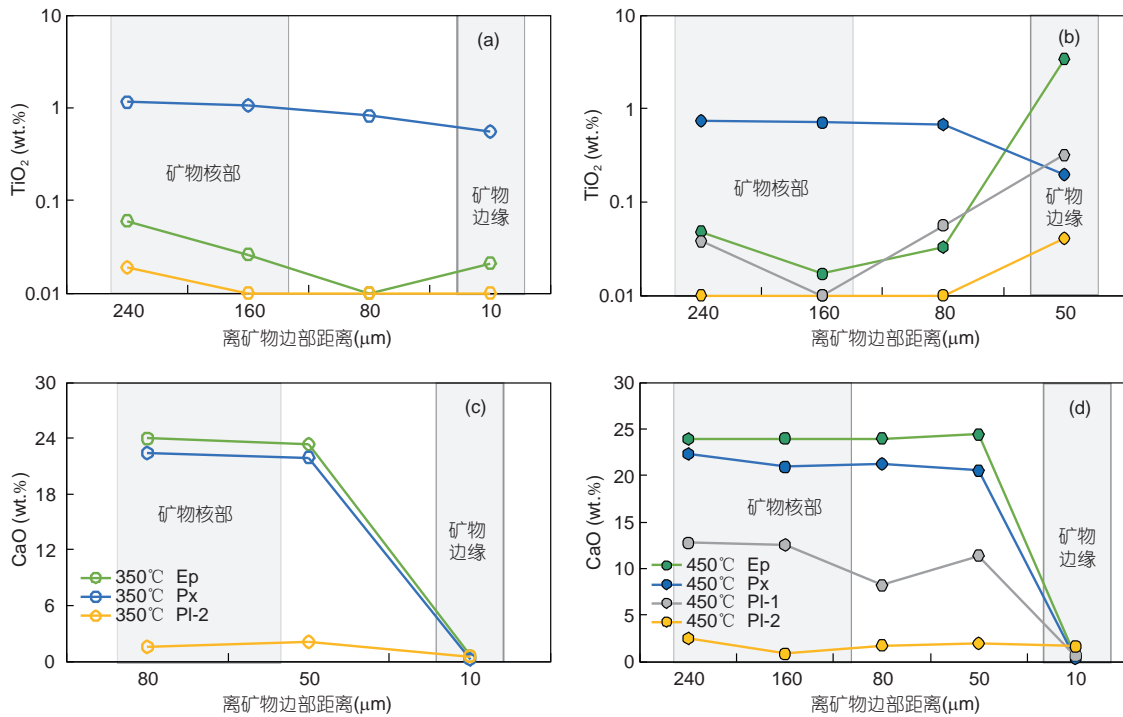 10
1
0.1
0.01
TiO₂ (wt.%)
(a)
矿物核部
矿物
边缘
240
160
80
10
离矿物边部距离(μm)
10
1
0.1
0.01
TiO₂ (wt.%)
(b)
矿物核部
矿物
边缘
240
160
80
50
离矿物边部距离(μm)
30
24
18
12
6
0
CaO (wt.%)
(c)
矿物核部
矿物
边缘
350℃ Ep
350℃ Px
350℃ Pl-2
80
50
10
离矿物边部距离(μm)
30
25
20
15
10
5
0
CaO (wt.%)
(d)
矿物核部
矿物
边缘
450℃ Ep
450℃ Px
450℃ Pl-1
450℃ Pl-2
240
160
80
50
10
离矿物边部距离(μm)